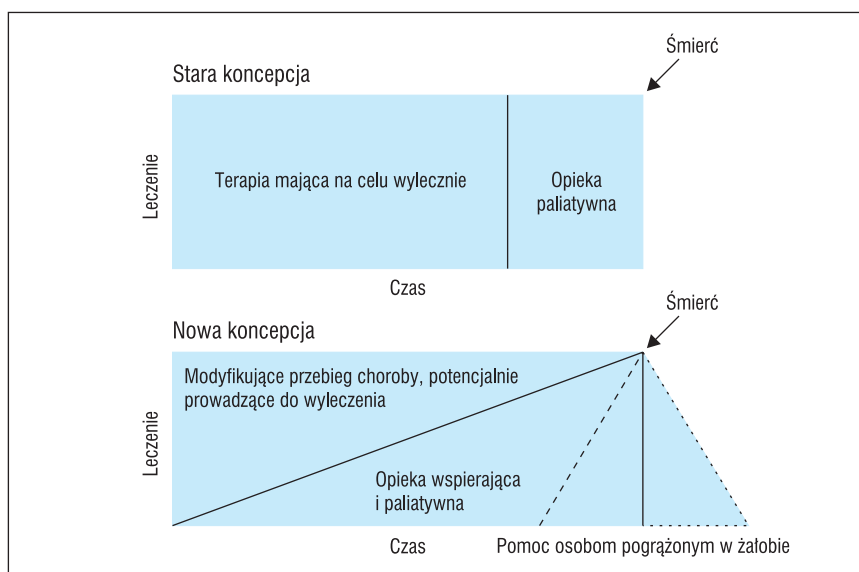 Śmierć
Stara koncepcja
Leczenie
Terapia mająca na celu wylecznie
Opieka
paliatywna
Czas
Śmierć
Nowa koncepcja
Leczenie
Modyfikujące przebieg choroby, potencjalnie
prowadzące do wyleczenia
Opieka wspierająca
i paliatywna
Czas
Pomoc osobom pogrążonym w żałobie